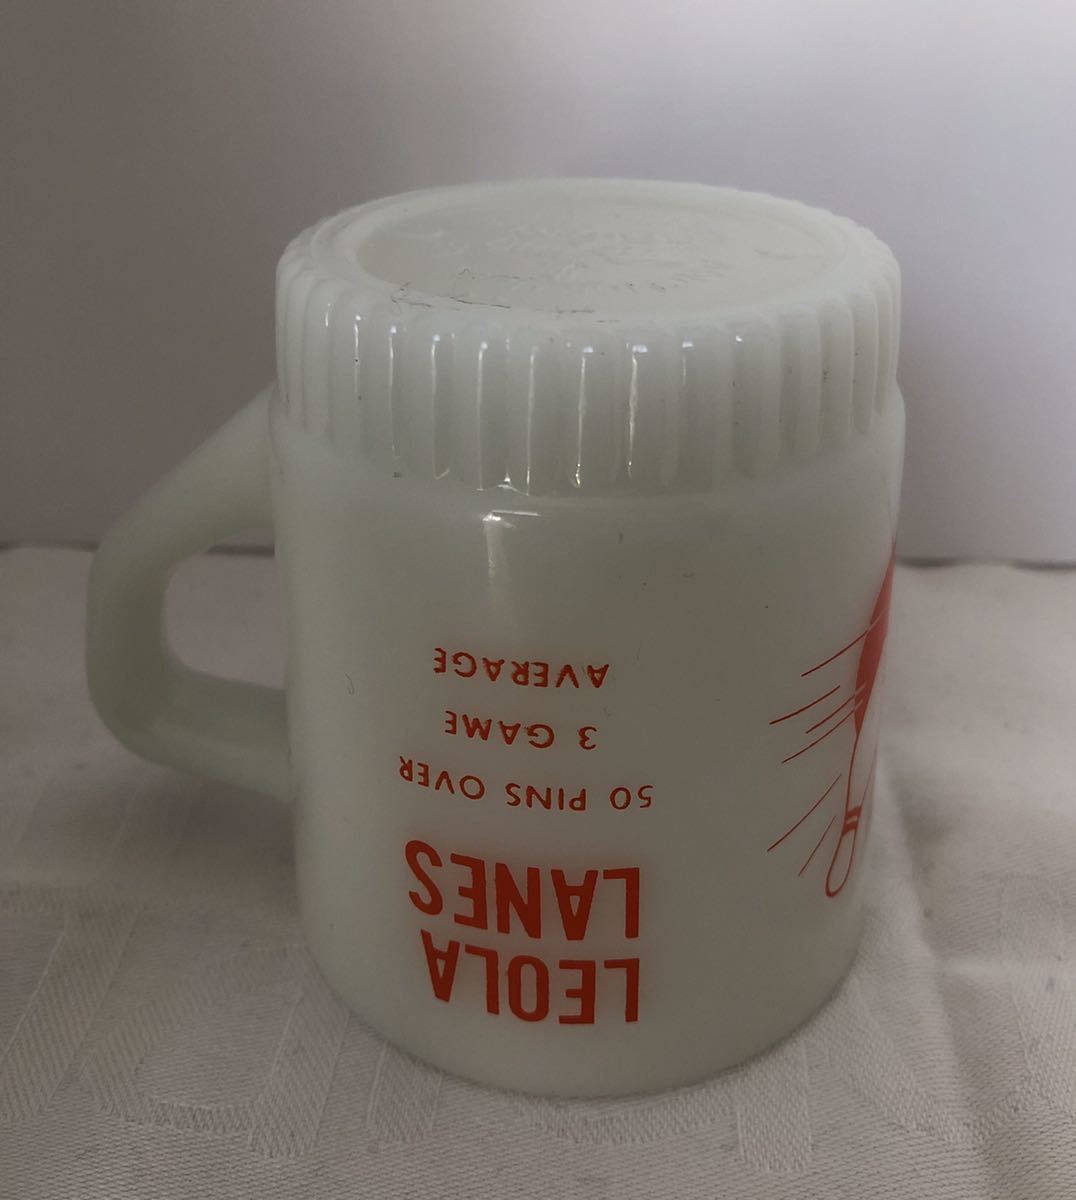 LEOLA
LANES
50 PINS OVER
3 GAME
AVERAGE